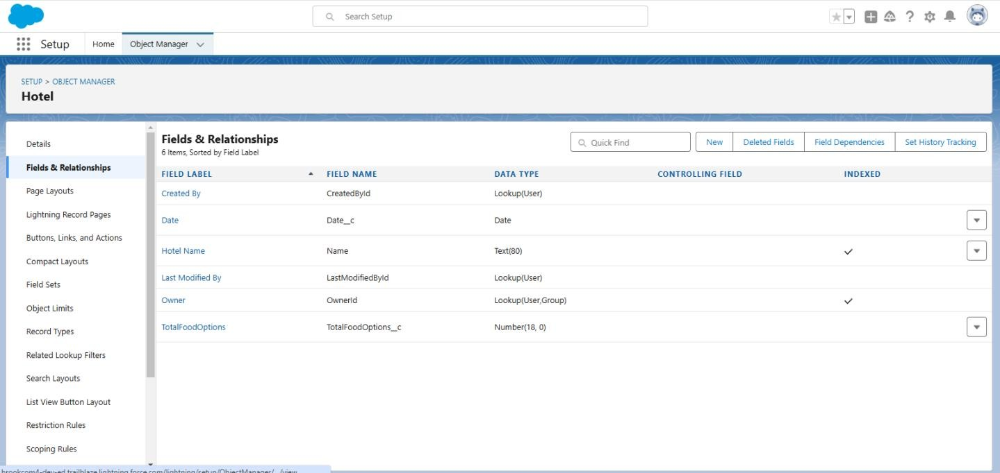 Search Setup
Setup
Home
Object Manager
SETUP > OBJECT MANAGER
Hotel
Details
Fields & Relationships
Page Layouts
Lightning Record Pages
Buttons, Links, and Actions
Compact Layouts
Field Sets
Object Limits
Record Types
Related Lookup Filters
Search Layouts
List View Button Layout
Restriction Rules
Scoping Rules
Fields & Relationships
6 Items, Sorted by Field Label
Quick Find
New
Deleted Fields
Field Dependencies
Set History Tracking
FIELD LABEL FIELD NAME DATA TYPE CONTROLLING FIELD INDEXED
Created By CreatedById Lookup(User)
Date Date__c Date
Hotel Name Name Text(80)
Last Modified By LastModifiedById Lookup(User)
Owner OwnerId Lookup(User,Group)
TotalFoodOptions TotalFoodOptions__c Number(18, 0)
brookcom4-dev-ed.trailblaze.lightning.force.com/lightning/setup/ObjectManager/.../view